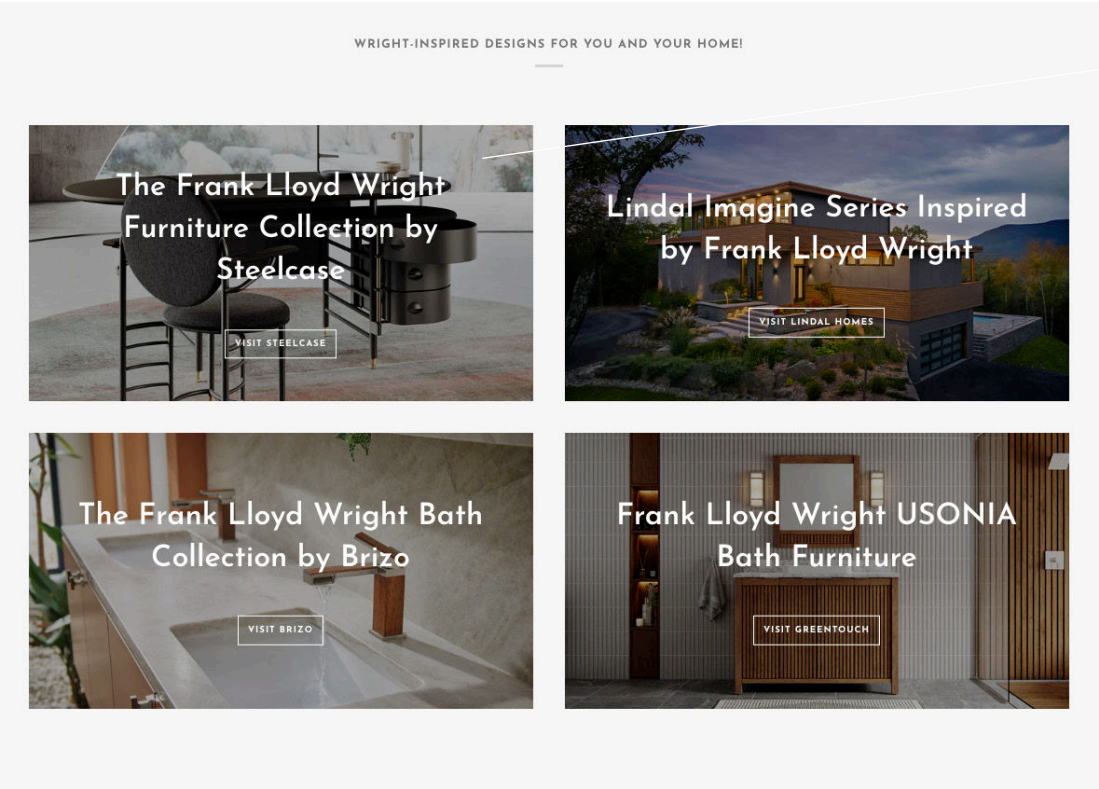 WRIGHT-INSPIRED DESIGNS FOR YOU AND YOUR HOME!
The Frank Lloyd Wright
Furniture Collection by
Steelcase
VISIT STEELCASE
Lindal Imagine Series Inspired
by Frank Lloyd Wright
VISIT LINDAL HOMES
The Frank Lloyd Wright Bath
Collection by Brizo
VISIT BRIZO
Frank Lloyd Wright USONIA
Bath Furniture
VISIT GREENTOUCH